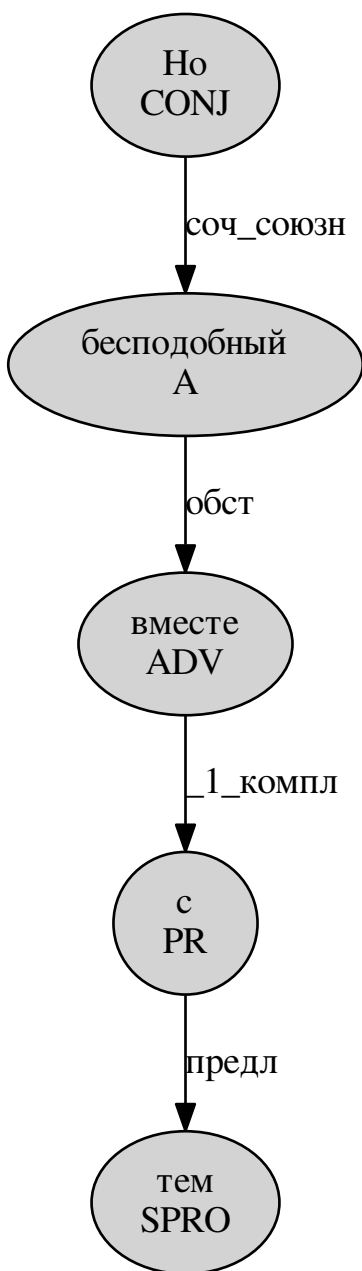 Но
CONJ
соч_союзн
бесподобный
A
обст
вместе
ADV
_1_компл
с
PR
предл
тем
SPRO